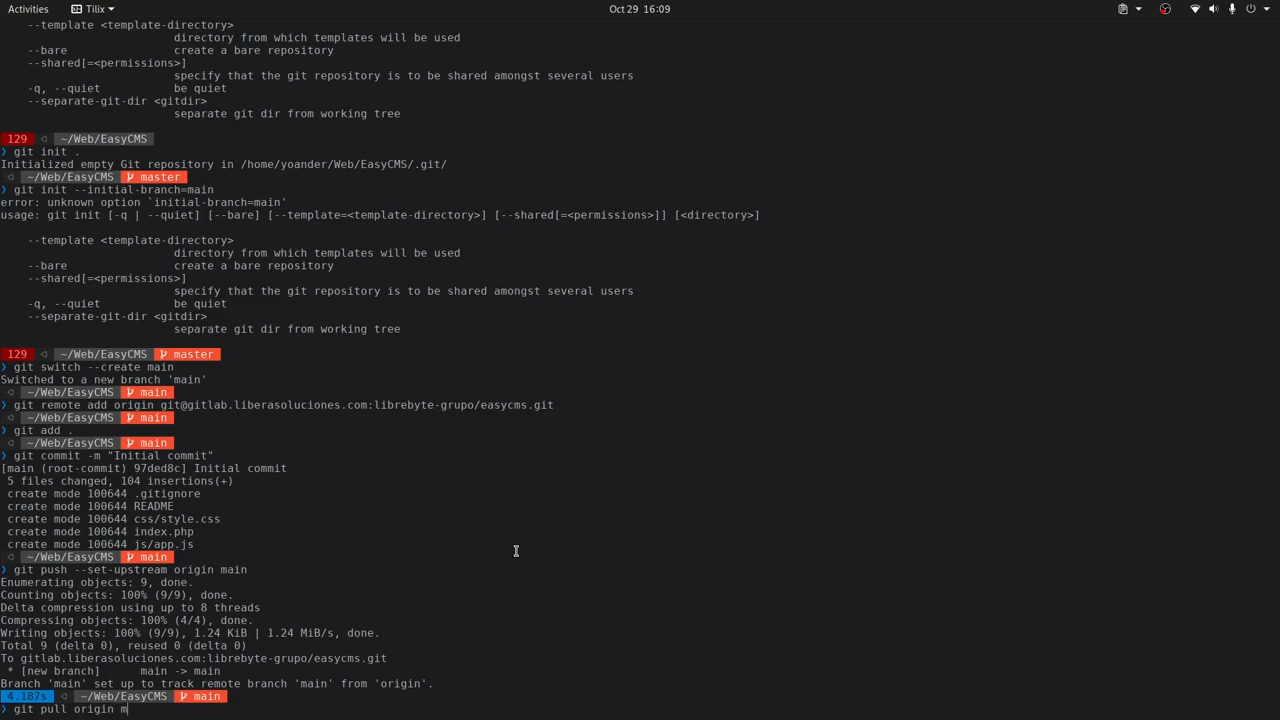 Activities Tilix Oct 29 16:09
--template <template-directory>
directory from which templates will be used
--bare create a bare repository
--shared[=<permissions>]
specify that the git repository is to be shared amongst several users
-q, --quiet be quiet
--separate-git-dir <gitdir>
separate git dir from working tree
129 ~/Web/EasyCMS
❯ git init .
Initialized empty Git repository in /home/yoander/Web/EasyCMS/.git/
~/Web/EasyCMS master
❯ git init --initial-branch=main
error: unknown option `initial-branch=main'
usage: git init [-q | --quiet] [--bare] [--template=<template-directory>] [--shared[=<permissions>]] [<directory>]
--template <template-directory>
directory from which templates will be used
--bare create a bare repository
--shared[=<permissions>]
specify that the git repository is to be shared amongst several users
-q, --quiet be quiet
--separate-git-dir <gitdir>
separate git dir from working tree
129 ~/Web/EasyCMS master
❯ git switch --create main
Switched to a new branch 'main'
~/Web/EasyCMS main
❯ git remote add origin git@gitlab.liberasoluciones.com:librebyte-grupo/easycms.git
~/Web/EasyCMS main
❯ git add .
~/Web/EasyCMS main
❯ git commit -m "Initial commit"
[main (root-commit) 97ded8c] Initial commit
5 files changed, 104 insertions(+)
create mode 100644 .gitignore
create mode 100644 README
create mode 100644 css/style.css
create mode 100644 index.php
create mode 100644 js/app.js
~/Web/EasyCMS main
❯ git push --set-upstream origin main
Enumerating objects: 9, done.
Counting objects: 100% (9/9), done.
Delta compression using up to 8 threads
Compressing objects: 100% (4/4), done.
Writing objects: 100% (9/9), 1.24 KiB | 1.24 MiB/s, done.
Total 9 (delta 0), reused 0 (delta 0)
To gitlab.liberasoluciones.com:librebyte-grupo/easycms.git
* [new branch] main -> main
Branch 'main' set up to track remote branch 'main' from 'origin'.
4.187s ~/Web/EasyCMS main
❯ git pull origin m